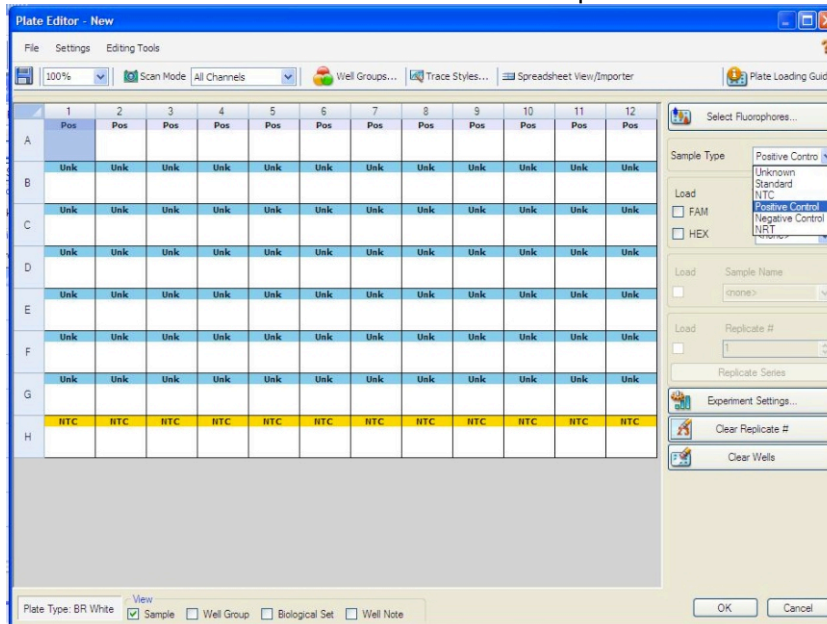 Plate Editor - New
File Settings Editing Tools
100% Scan Mode All Channels Well Groups... Trace Styles... Spreadsheet View/Importer Plate Loading Guid
1 2 3 4 5 6 7 8 9 10 11 12
A Pos Pos Pos Pos Pos Pos Pos Pos Pos Pos Pos Pos
B Unk Unk Unk Unk Unk Unk Unk Unk Unk Unk Unk Unk
C Unk Unk Unk Unk Unk Unk Unk Unk Unk Unk Unk Unk
D Unk Unk Unk Unk Unk Unk Unk Unk Unk Unk Unk Unk
E Unk Unk Unk Unk Unk Unk Unk Unk Unk Unk Unk Unk
F Unk Unk Unk Unk Unk Unk Unk Unk Unk Unk Unk Unk
G Unk Unk Unk Unk Unk Unk Unk Unk Unk Unk Unk Unk
H NTC NTC NTC NTC NTC NTC NTC NTC NTC NTC NTC NTC
Select Fluorophores...
Sample Type Positive Contro
Unknown
Standard
NTC
Positive Control
Negative Control
NRT
Load
FAM
HEX
Load Sample Name
<none>
Load Replicate #
1
Replicate Series
Experiment Settings...
Clear Replicate #
Clear Wells
Plate Type: BR White View Sample Well Group Biological Set Well Note
OK Cancel